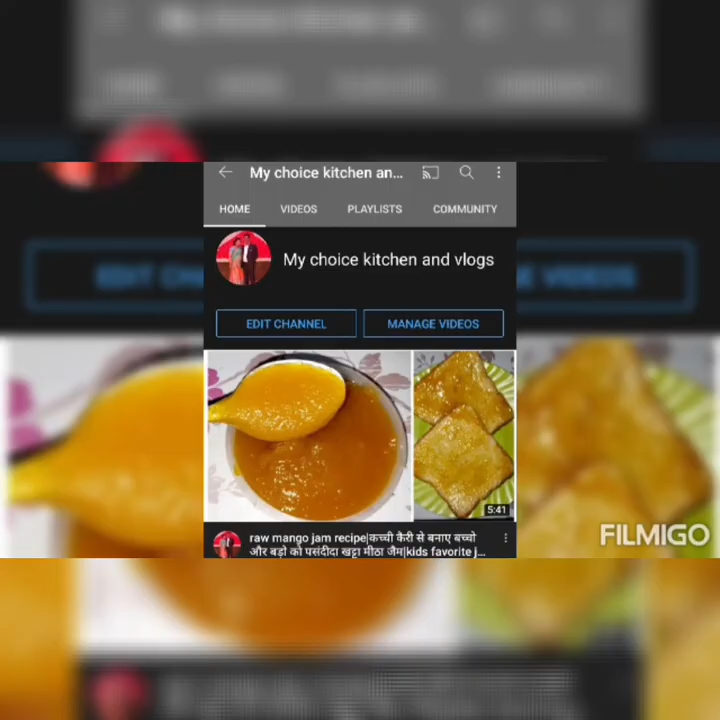 My choice kitchen an...
HOME VIDEOS PLAYLISTS COMMUNITY
My choice kitchen and vlogs
EDIT CHANNEL MANAGE VIDEOS
5:41
FILMIGO
raw mango jam recipe|कच्ची कैरी से बनाए बच्चो
और बड़ो को पसंदीदा खट्टा मीठा जैम|kids favorite j...